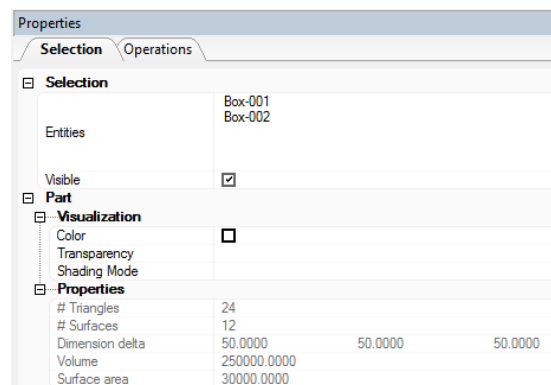 Properties
Selection Operations
Selection
Entities
Box-001
Box-002
Visible
Part
Visualization
Color
Transparency
Shading Mode
Properties
# Triangles 24
# Surfaces 12
Dimension delta 50.0000 50.0000 50.0000
Volume 250000.0000
Surface area 30000.0000